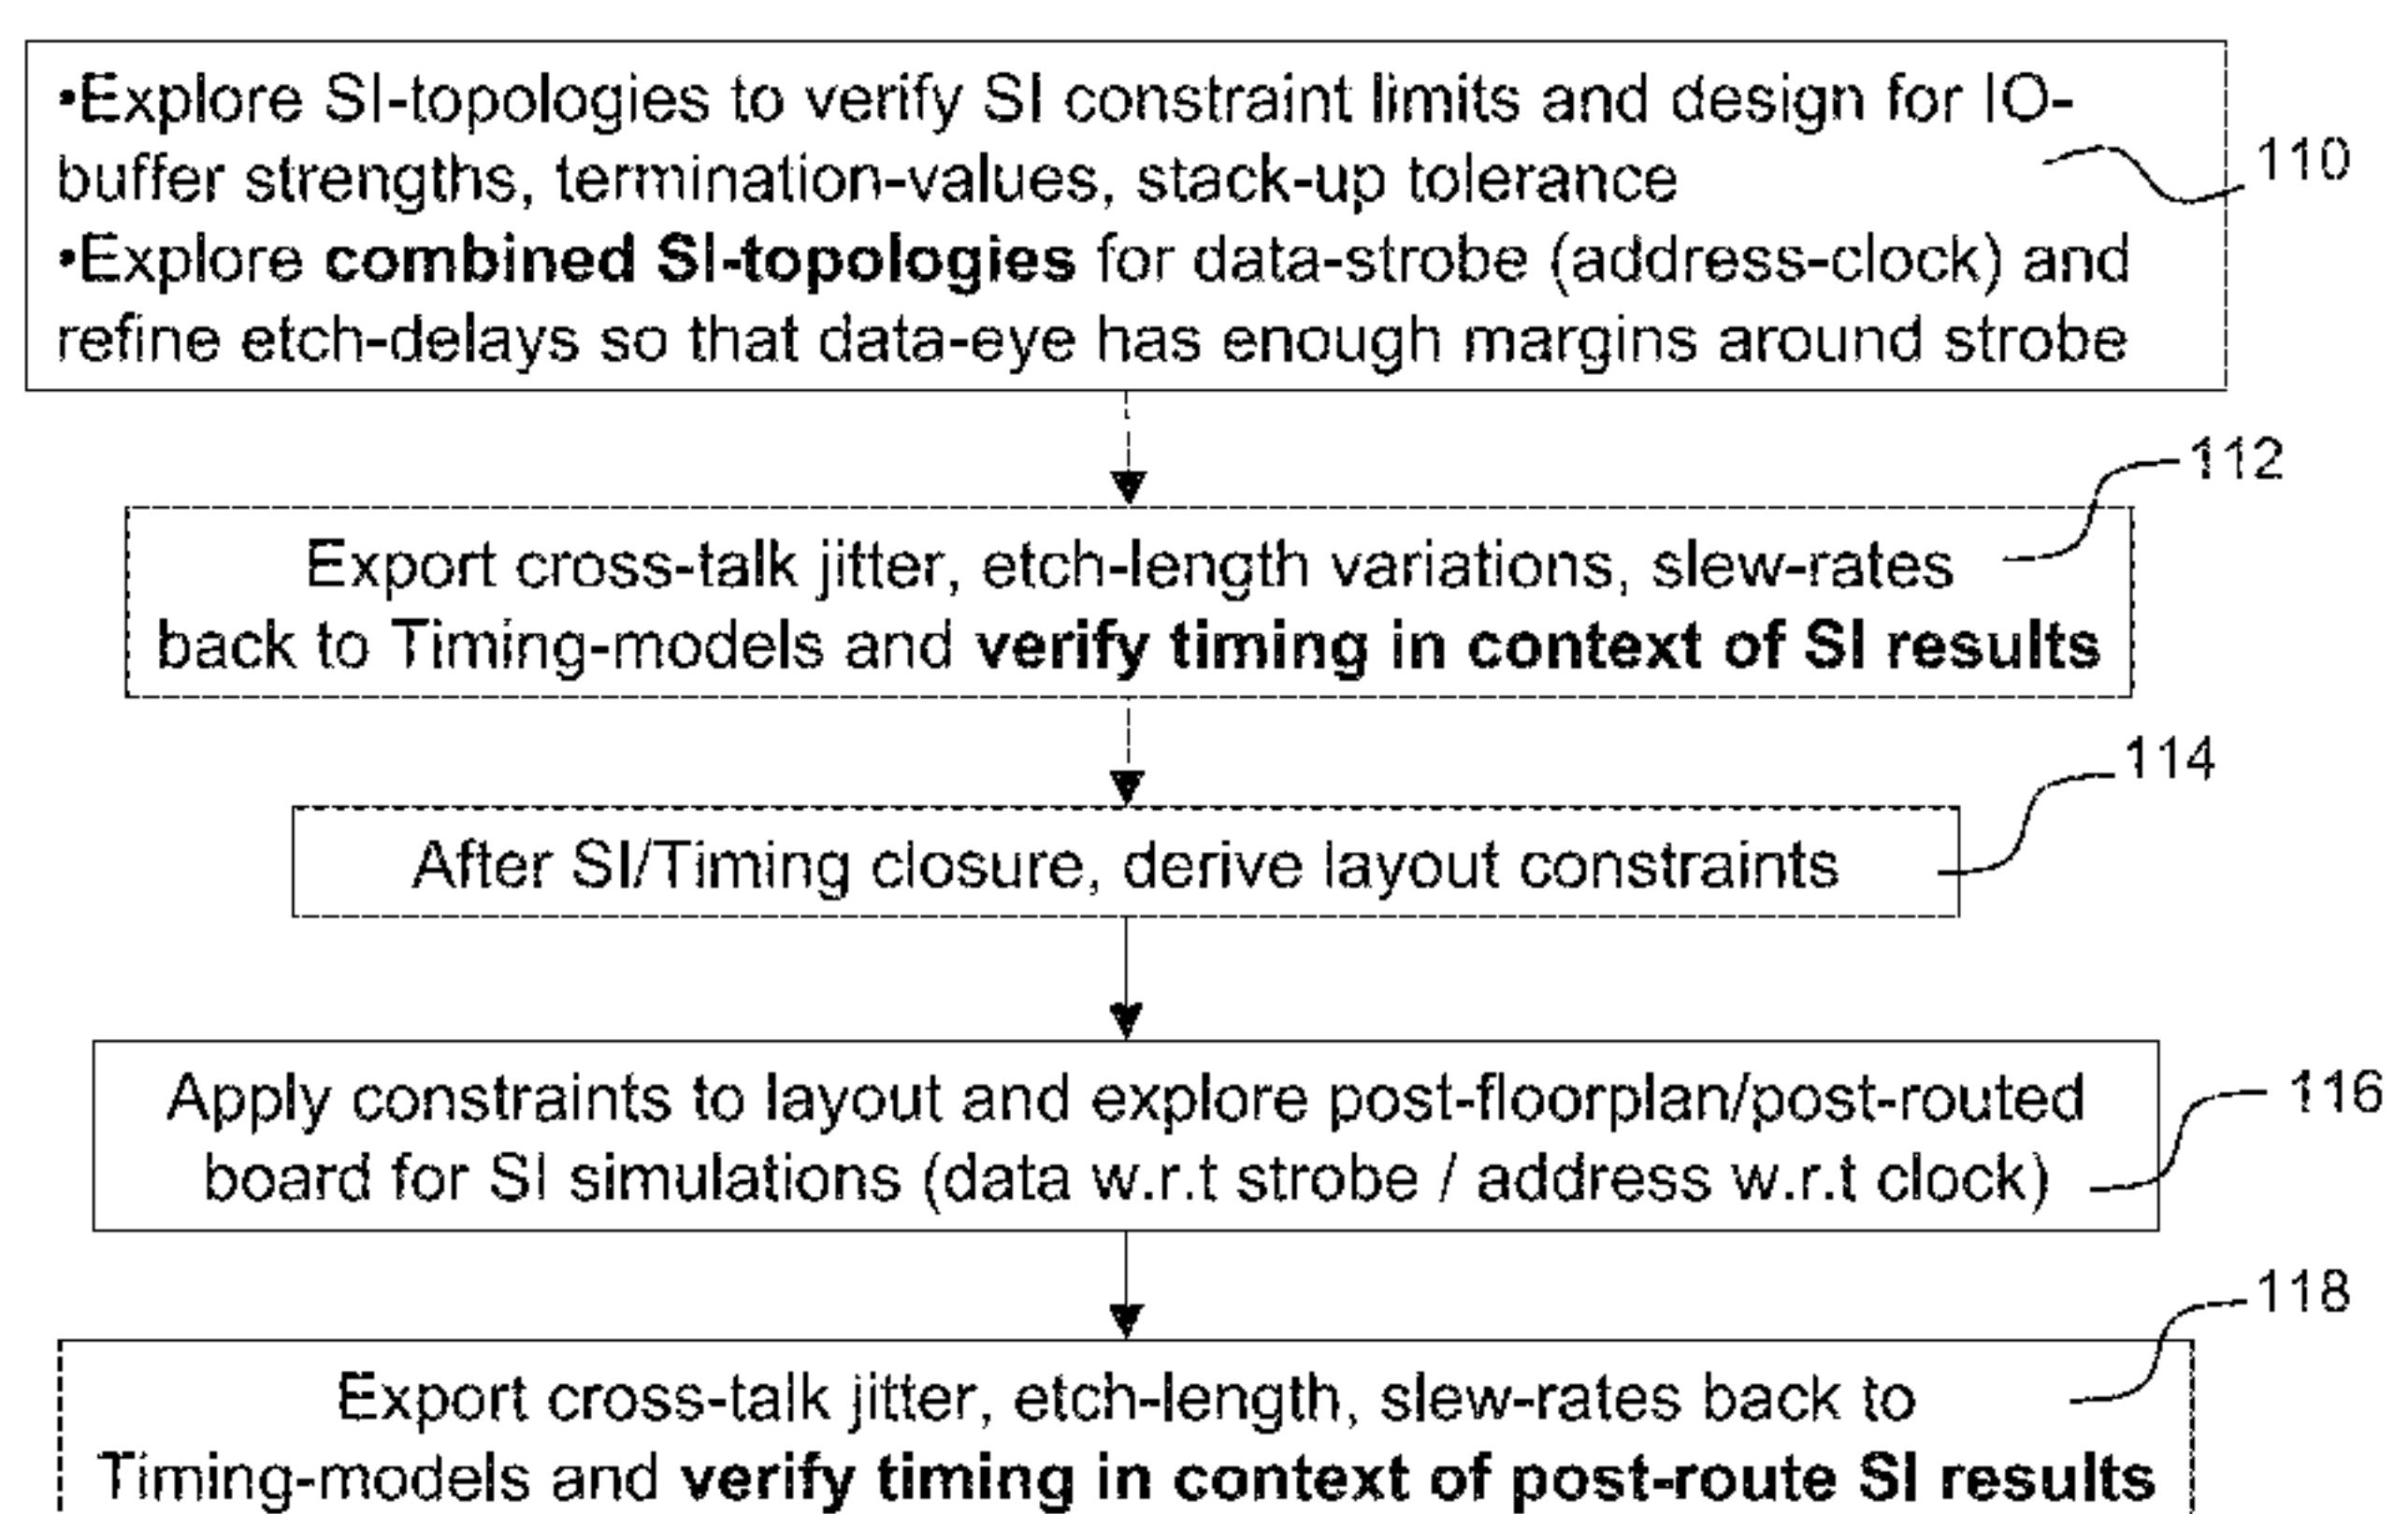 •Explore SI-topologies to verify SI constraint limits and design for IO-
buffer strengths, termination-values, stack-up tolerance
•Explore combined SI-topologies for data-strobe (address-clock) and
refine etch-delays so that data-eye has enough margins around strobe
110
112
Export cross-talk jitter, etch-length variations, slew-rates
back to Timing-models and verify timing in context of SI results
114
After SI/Timing closure, derive layout constraints
116
Apply constraints to layout and explore post-floorplan/post-routed
board for SI simulations (data w.r.t strobe / address w.r.t clock)
118
Export cross-talk jitter, etch-length, slew-rates back to
Timing-models and verify timing in context of post-route SI results